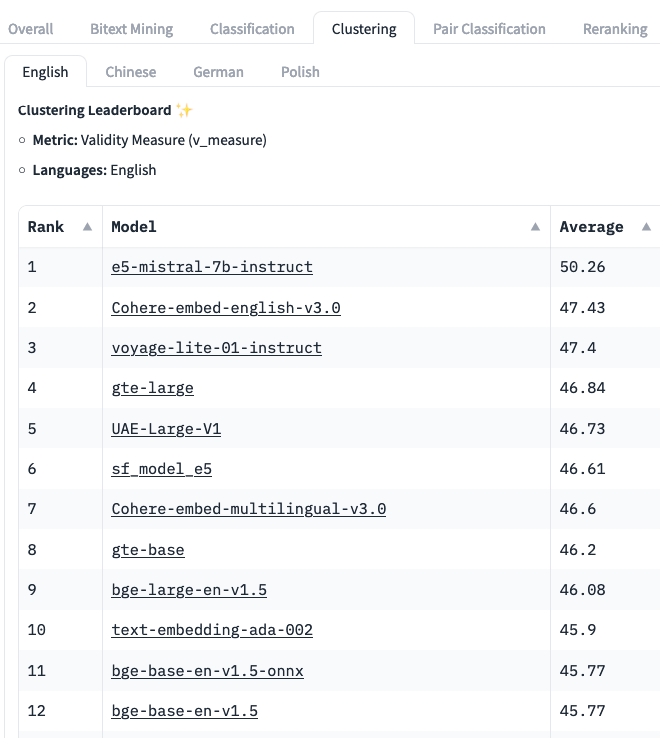 Overall Bitext Mining Classification Clustering Pair Classification Reranking
English Chinese German Polish
Clustering Leaderboard ✨
Metric: Validity Measure (v_measure)
Languages: English
Rank Model Average
1 e5-mistral-7b-instruct 50.26
2 Cohere-embed-english-v3.0 47.43
3 voyage-lite-01-instruct 47.4
4 gte-large 46.84
5 UAE-Large-V1 46.73
6 sf_model_e5 46.61
7 Cohere-embed-multilingual-v3.0 46.6
8 gte-base 46.2
9 bge-large-en-v1.5 46.08
10 text-embedding-ada-002 45.9
11 bge-base-en-v1.5-onnx 45.77
12 bge-base-en-v1.5 45.77